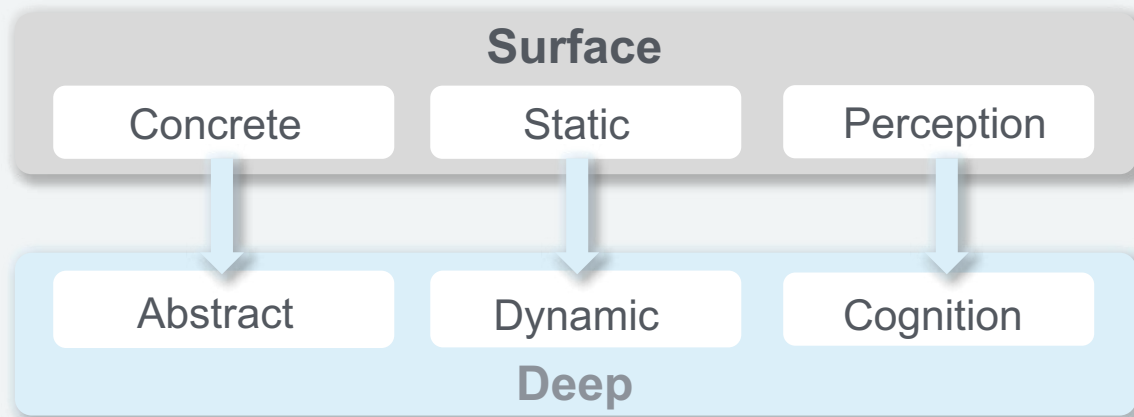 Surface
Concrete Static Perception
Abstract Dynamic Cognition
Deep